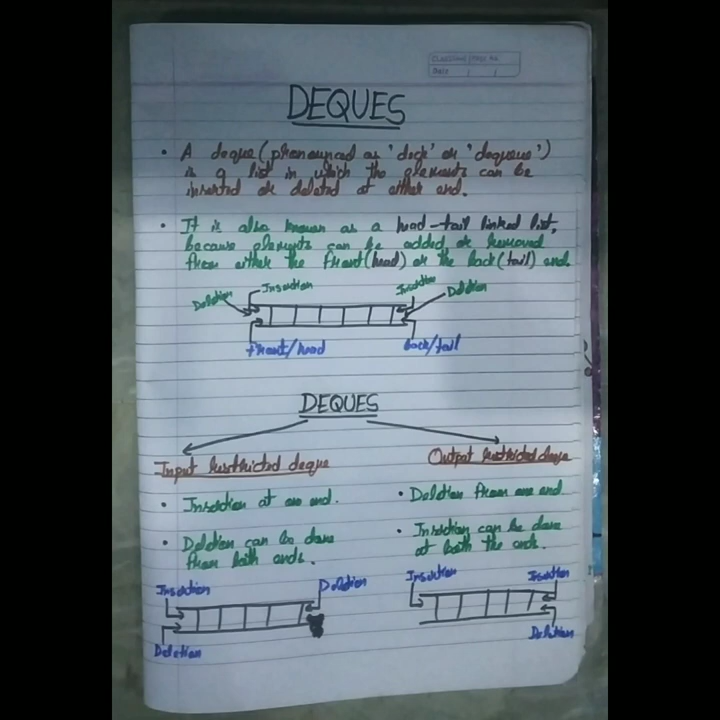 CLASSMATE PAGE NO.
DATE / /
DEQUES
• A deque (pronounced as 'deck' or 'dequeue')
is a list in which the elements can be
inserted or deleted at either end.
• It is also known as a head-tail linked list,
because elements can be added or removed
from either the front (head) or the back (tail) end.
Deletion Insertion Insertion Deletion
front/head back/tail
DEQUES
Input restricted deque Output restricted deque
• Insertion at one end. • Deletion from one end.
• Deletion can be done • Insertion can be done
from both ends. at both the ends.
Insertion Deletion Insertion Insertion
Deletion Deletion